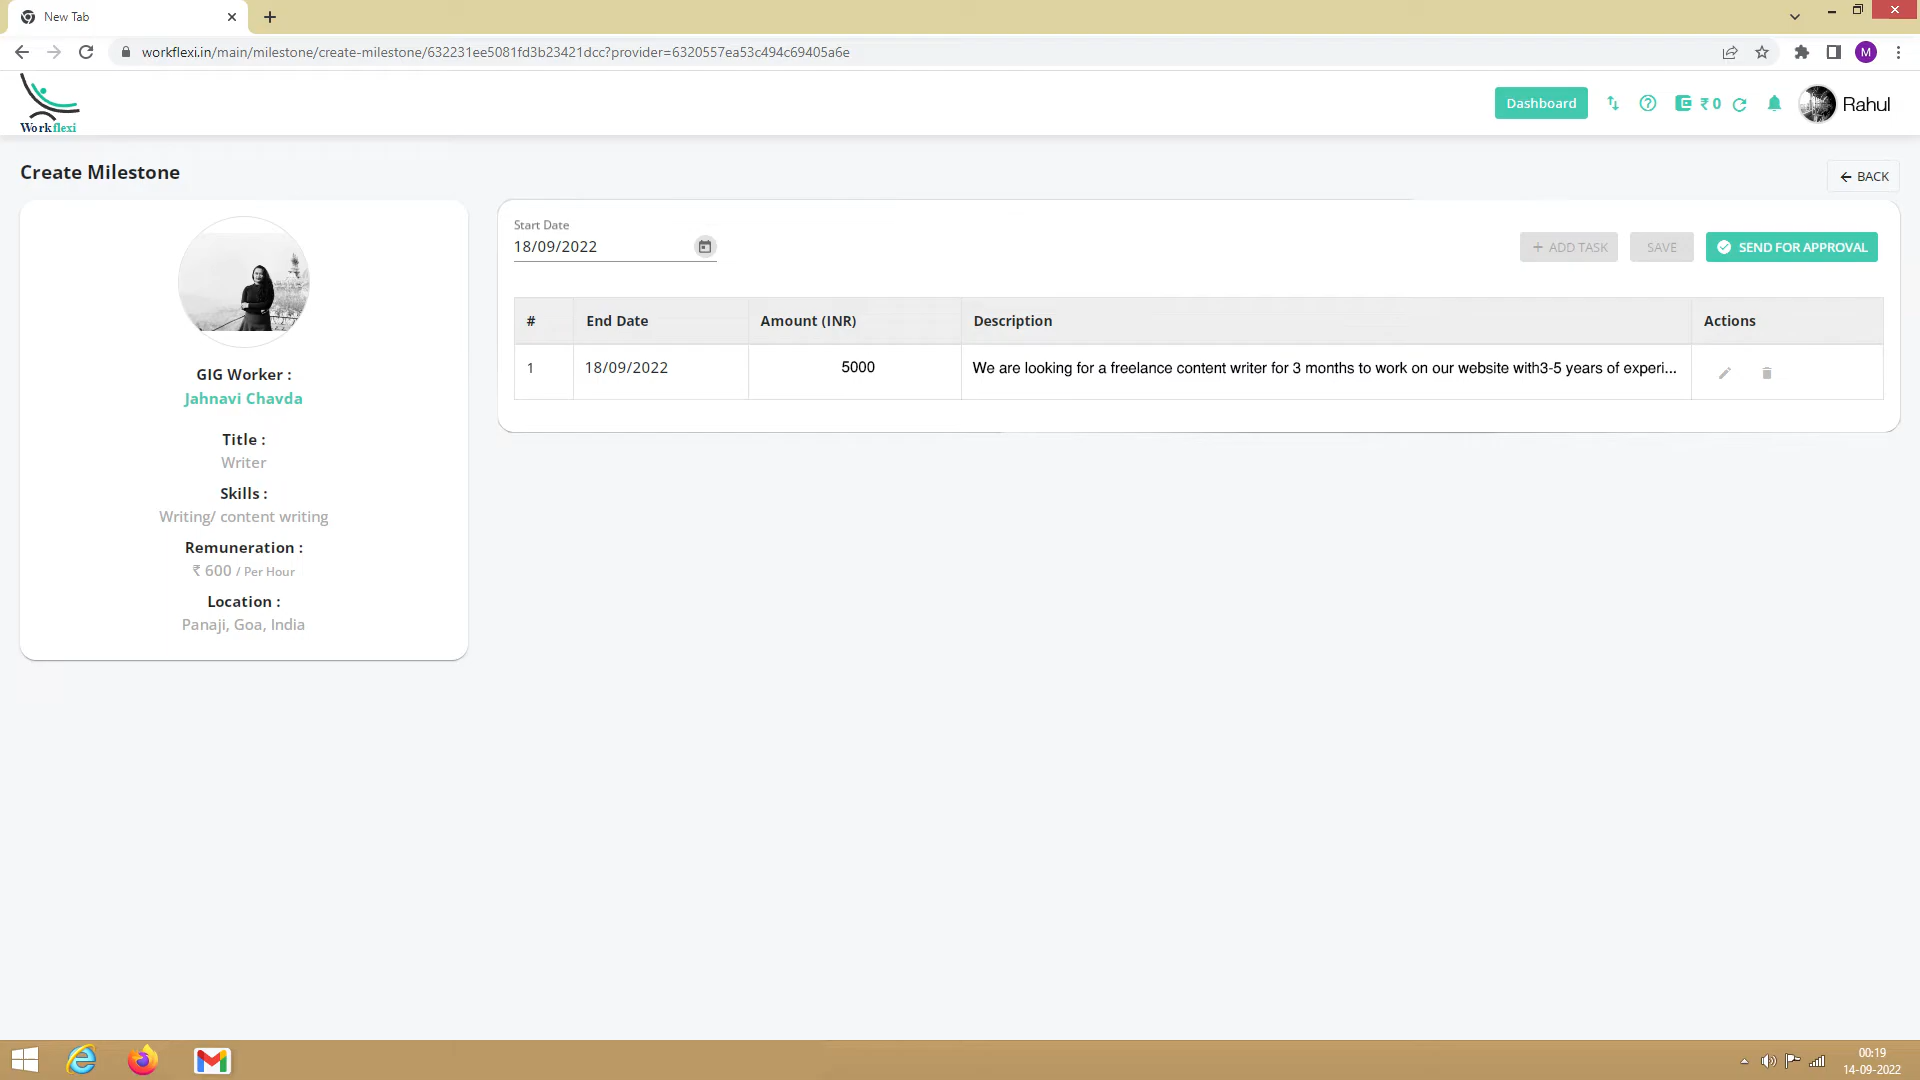 New Tab
workflexi.in/main/milestone/create-milestone/632231ee5081fd3b23421dcc?provider=6320557ea53c494c69405a6e
M
Workflexi
Dashboard
₹ 0
Rahul
Create Milestone
BACK
GIG Worker :
Jahnavi Chavda
Title :
Writer
Skills :
Writing/ content writing
Remuneration :
₹ 600 / Per Hour
Location :
Panaji, Goa, India
Start Date
18/09/2022
+ ADD TASK
SAVE
SEND FOR APPROVAL
# End Date Amount (INR) Description Actions
1 18/09/2022 5000 We are looking for a freelance content writer for 3 months to work on our website with3-5 years of experi...
00:19
14-09-2022